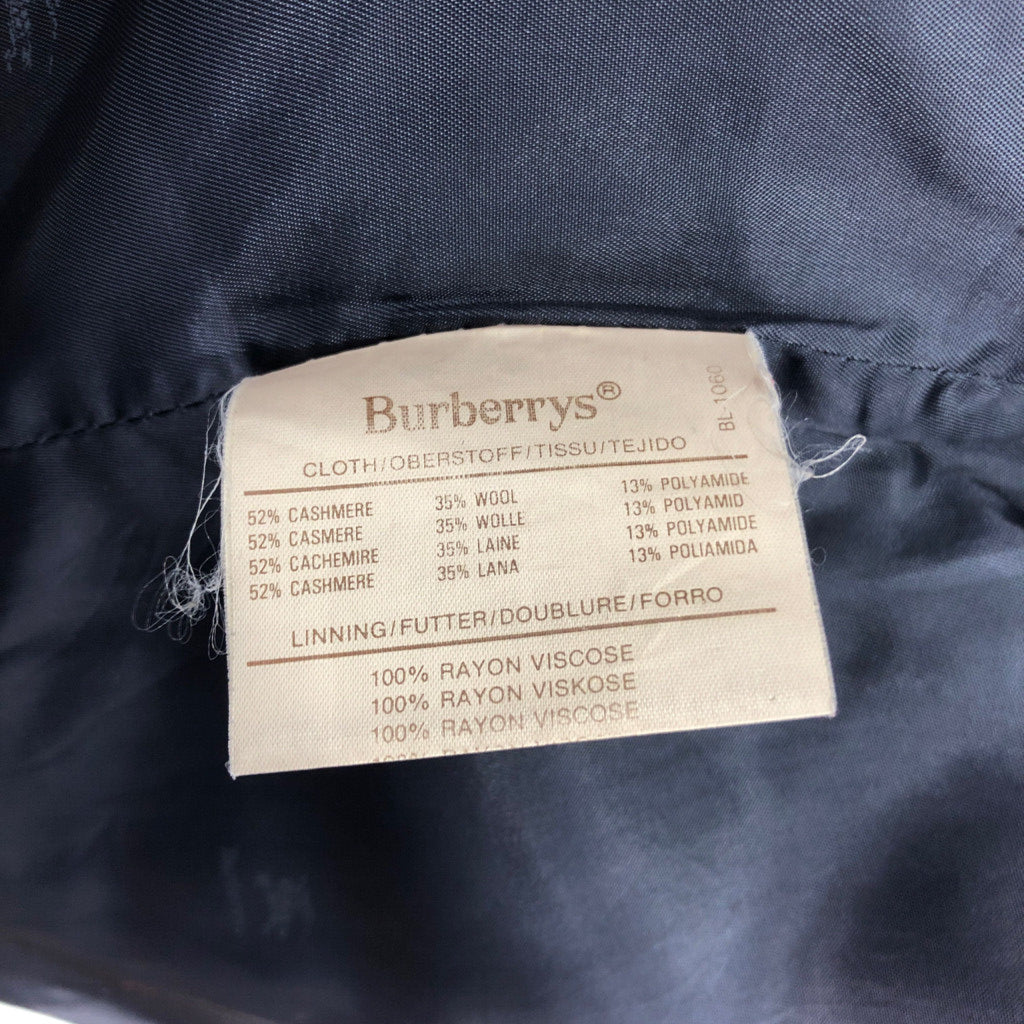 Burberrys®
BL-1060
CLOTH/OBERSTOFF/TISSU/TEJIDO
52% CASHMERE 35% WOOL 13% POLYAMIDE
52% CASMERE 35% WOLLE 13% POLYAMID
52% CACHEMIRE 35% LAINE 13% POLYAMIDE
52% CASHMERE 35% LANA 13% POLIAMIDA
LINNING/FUTTER/DOUBLURE/FORRO
100% RAYON VISCOSE
100% RAYON VISKOSE
100% RAYON VISCOSE